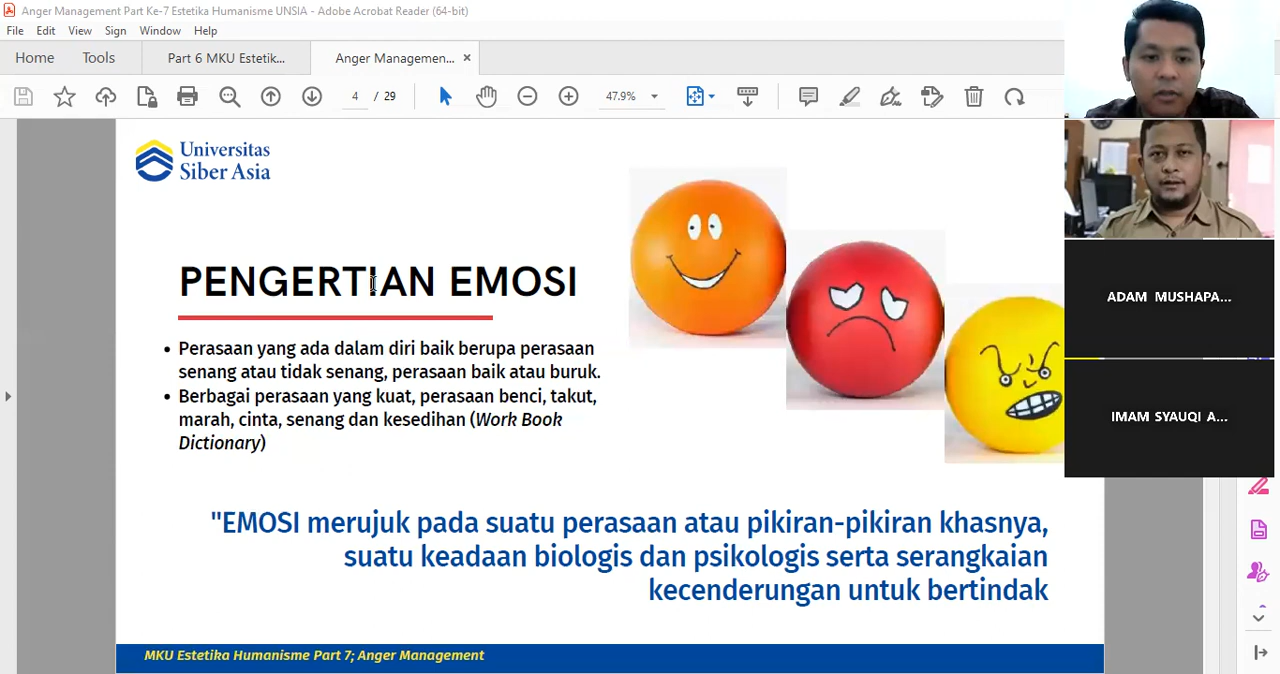 Anger Management Part Ke-7 Estetika Humanisme UNSIA - Adobe Acrobat Reader (64-bit)
File Edit View Sign Window Help
Home Tools Part 6 MKU Estetik... Anger Managemen... ×
4 / 29 47.9%
Universitas
Siber Asia
PENGERTIAN EMOSI
• Perasaan yang ada dalam diri baik berupa perasaan
senang atau tidak senang, perasaan baik atau buruk.
• Berbagai perasaan yang kuat, perasaan benci, takut,
marah, cinta, senang dan kesedihan (Work Book
Dictionary)
"EMOSI merujuk pada suatu perasaan atau pikiran-pikiran khasnya,
suatu keadaan biologis dan psikologis serta serangkaian
kecenderungan untuk bertindak
MKU Estetika Humanisme Part 7; Anger Management
ADAM MUSHAPA...
IMAM SYAUQI A...